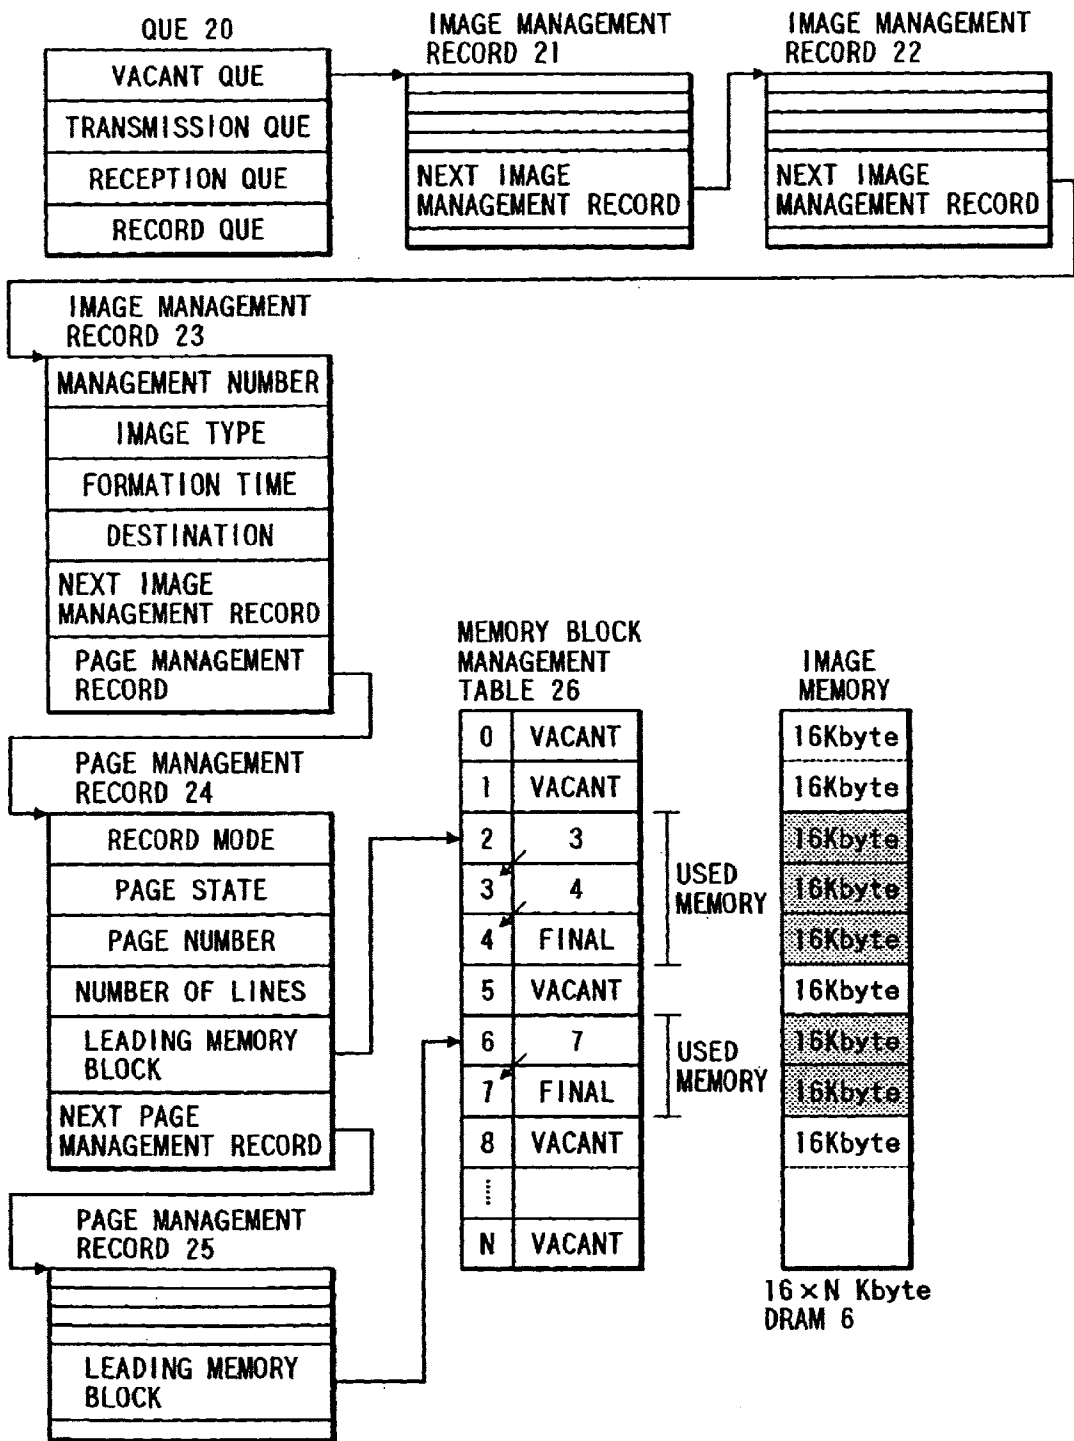 QUE 20
VACANT QUE
TRANSMISSION QUE
RECEPTION QUE
RECORD QUE
IMAGE MANAGEMENT
RECORD 21
NEXT IMAGE
MANAGEMENT RECORD
IMAGE MANAGEMENT
RECORD 22
NEXT IMAGE
MANAGEMENT RECORD
IMAGE MANAGEMENT
RECORD 23
MANAGEMENT NUMBER
IMAGE TYPE
FORMATION TIME
DESTINATION
NEXT IMAGE
MANAGEMENT RECORD
PAGE MANAGEMENT
RECORD
PAGE MANAGEMENT
RECORD 24
RECORD MODE
PAGE STATE
PAGE NUMBER
NUMBER OF LINES
LEADING MEMORY
BLOCK
NEXT PAGE
MANAGEMENT RECORD
PAGE MANAGEMENT
RECORD 25
LEADING MEMORY
BLOCK
MEMORY BLOCK
MANAGEMENT
TABLE 26
0 VACANT
1 VACANT
2 3
3 4
4 FINAL
5 VACANT
6 7
7 FINAL
8 VACANT
N VACANT
USED
MEMORY
USED
MEMORY
IMAGE
MEMORY
16Kbyte
16Kbyte
16Kbyte
16Kbyte
16Kbyte
16Kbyte
16Kbyte
16Kbyte
16Kbyte
16×N Kbyte
DRAM 6